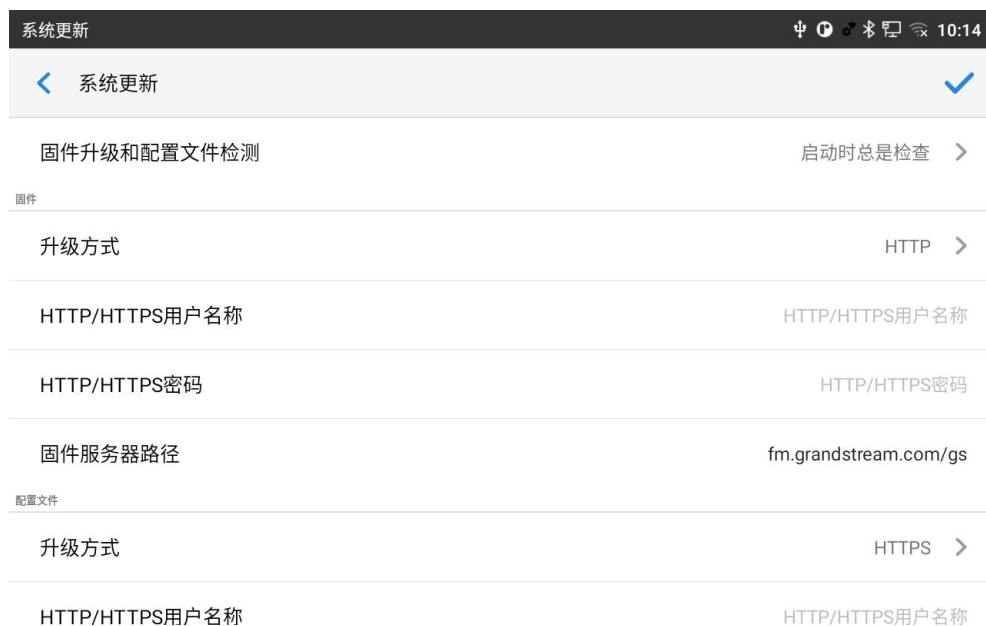 系统更新 10:14
系统更新
固件升级和配置文件检测 启动时总是检查
固件
升级方式 HTTP
HTTP/HTTPS用户名称 HTTP/HTTPS用户名称
HTTP/HTTPS密码 HTTP/HTTPS密码
固件服务器路径 fm.grandstream.com/gs
配置文件
升级方式 HTTPS
HTTP/HTTPS用户名称 HTTP/HTTPS用户名称